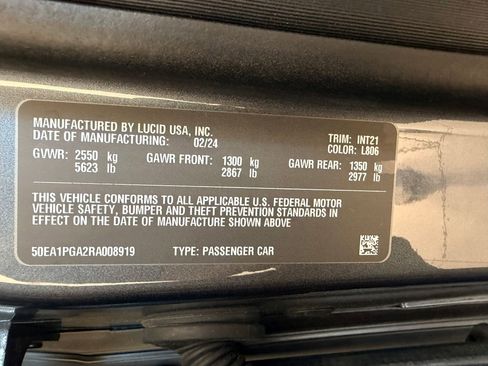 MANUFACTURED BY LUCID USA, INC.
DATE OF MANUFACTURING: 02/24
TRIM: INT21
COLOR: L806
GVWR: 2550 kg GAWR FRONT: 1300 kg GAWR REAR: 1350 kg
5623 lb 2867 lb 2977 lb
THIS VEHICLE CONFORMS TO ALL APPLICABLE U.S. FEDERAL MOTOR
VEHICLE SAFETY, BUMPER AND THEFT PREVENTION STANDARDS IN
EFFECT ON THE DATE OF MANUFACTURE SHOWN ABOVE
50EA1PGA2RA008919 TYPE: PASSENGER CAR